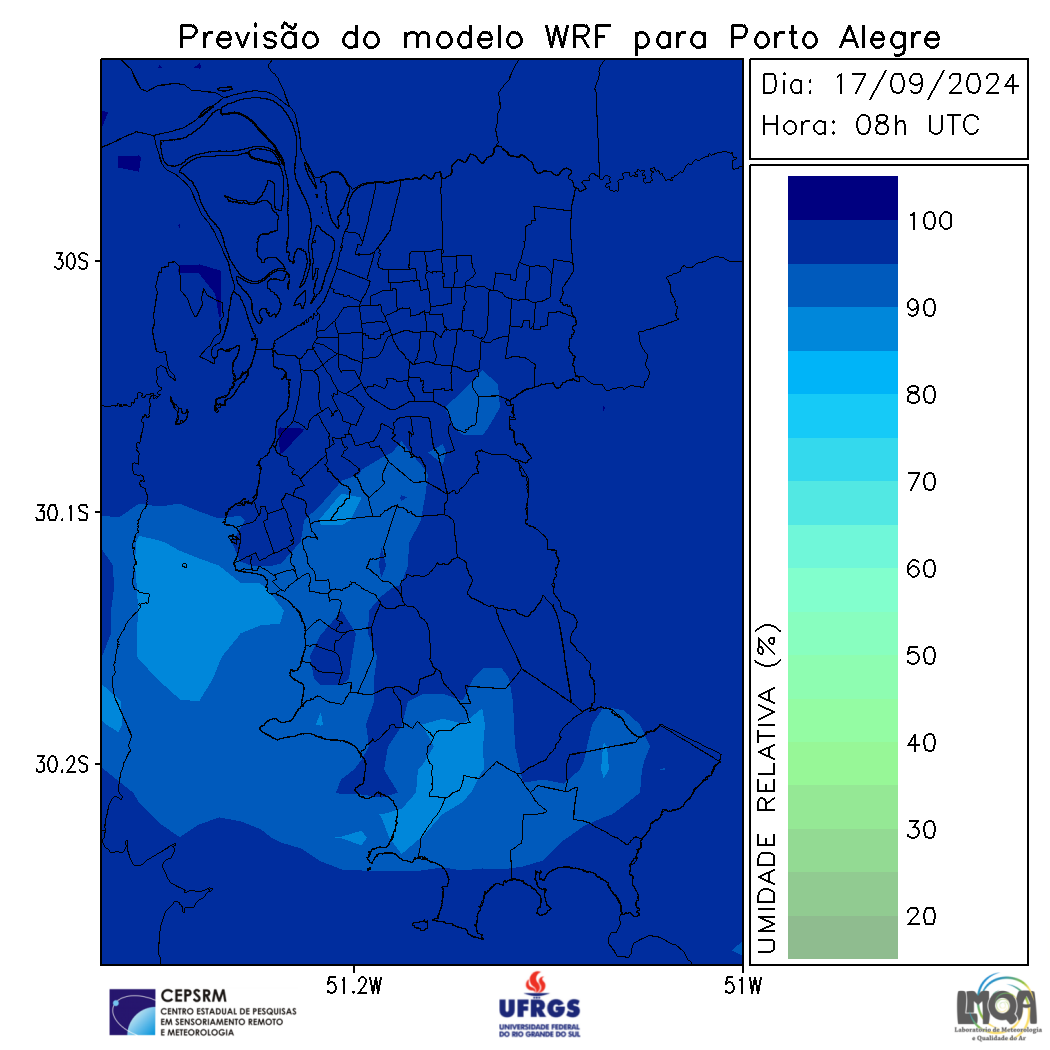 Previsão do modelo WRF para Porto Alegre
Dia: 17/09/2024
Hora: 08h UTC
30S
30.1S
30.2S
51.2W
51W
100
90
80
70
60
50
40
30
20
UMIDADE RELATIVA (%)
CEPSRM
CENTRO ESTADUAL DE PESQUISAS
EM SENSORIAMENTO REMOTO
E METEOROLOGIA
UFRGS
UNIVERSIDADE FEDERAL
DO RIO GRANDE DO SUL
LMQA
Laboratório de Meteorologia
e Qualidade do Ar